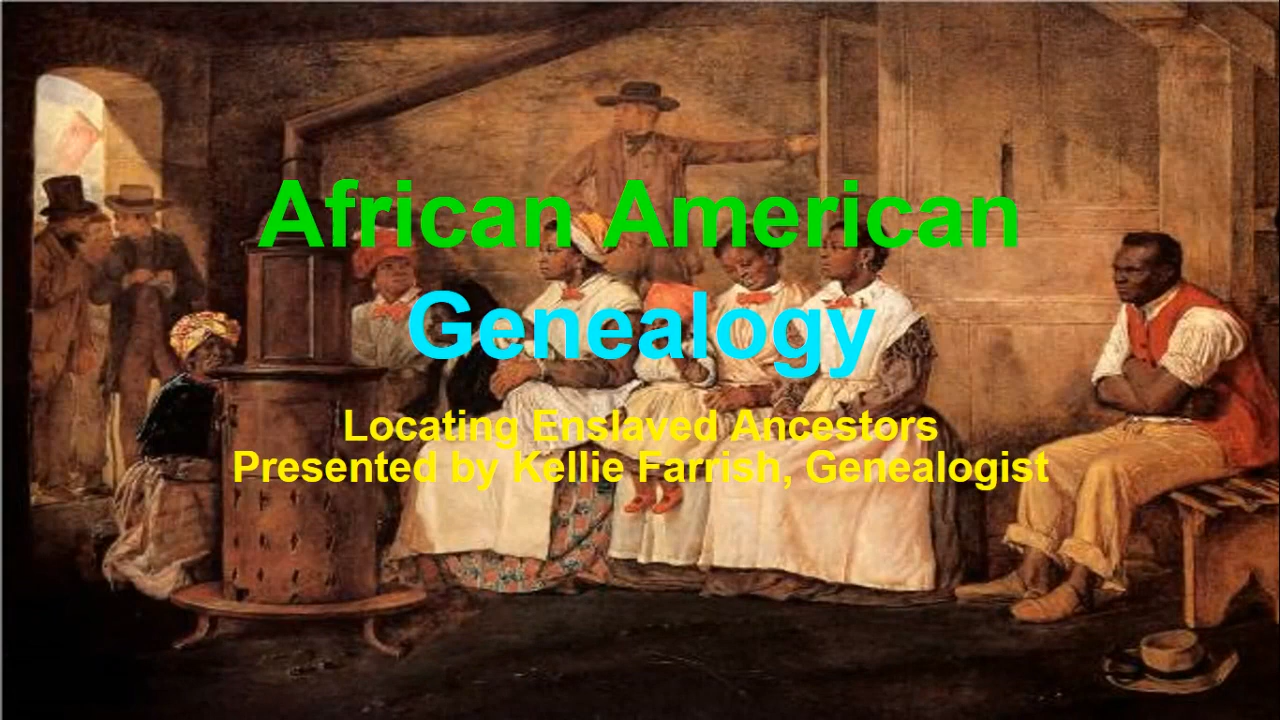 African American
Genealogy
Locating Enslaved Ancestors
Presented by Kellie Farrish, Genealogist